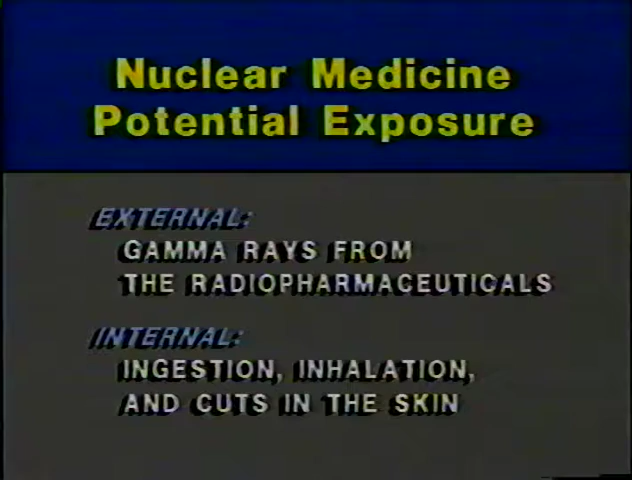 Nuclear Medicine
Potential Exposure
EXTERNAL:
GAMMA RAYS FROM
THE RADIOPHARMACEUTICALS
INTERNAL:
INGESTION, INHALATION,
AND CUTS IN THE SKIN